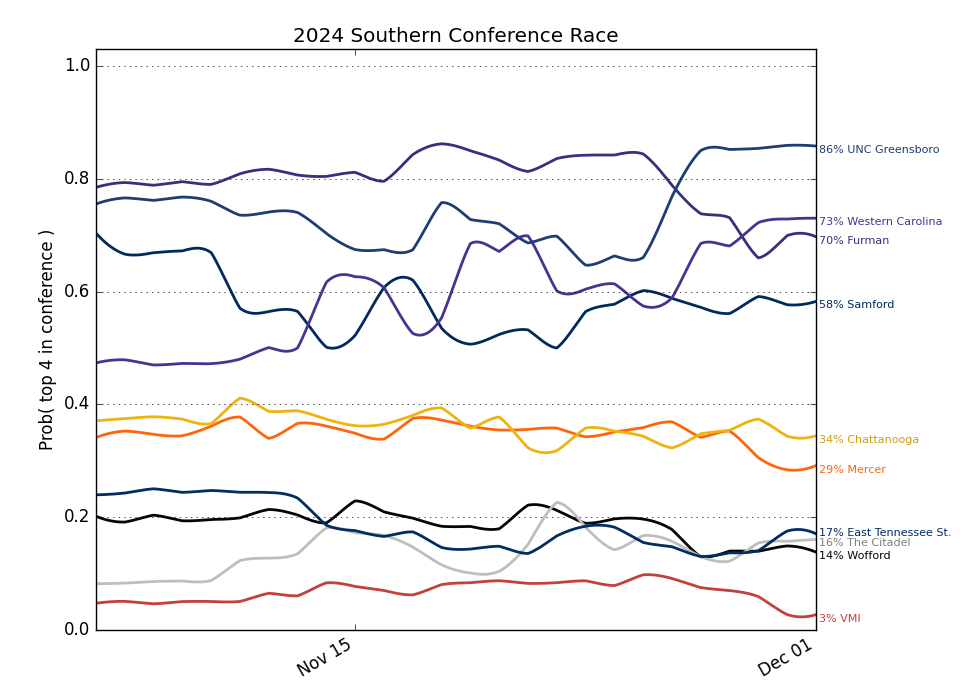 2024 Southern Conference Race
Prob( top 4 in conference )
1.0
0.8
0.6
0.4
0.2
0.0
Nov 15
Dec 01
86% UNC Greensboro
73% Western Carolina
70% Furman
58% Samford
34% Chattanooga
29% Mercer
17% East Tennessee St.
16% The Citadel
14% Wofford
3% VMI